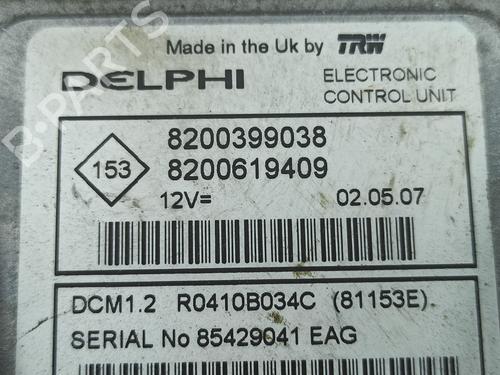 Made in the Uk by TRW
DELPHI
ELECTRONIC
CONTROL UNIT
153
8200399038
8200619409
12V=
02.05.07
DCM1.2 R0410B034C (81153E)
SERIAL No 85429041 EAG
B-PARTS